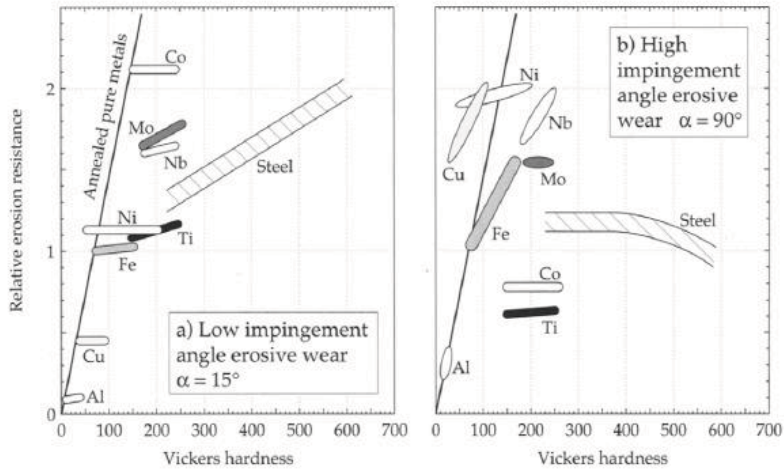 Relative erosion resistance
2
1
0
Annealed pure metals
Co
Mo
Nb
Steel
Ni
Ti
Fe
Cu
Al
a) Low impingement
angle erosive wear
α = 15°
0 100 200 300 400 500 600 700
Vickers hardness
b) High
impingement
angle erosive
wear α = 90°
Ni
Nb
Cu
Mo
Fe
Steel
Co
Ti
Al
0 100 200 300 400 500 600 700
Vickers hardness